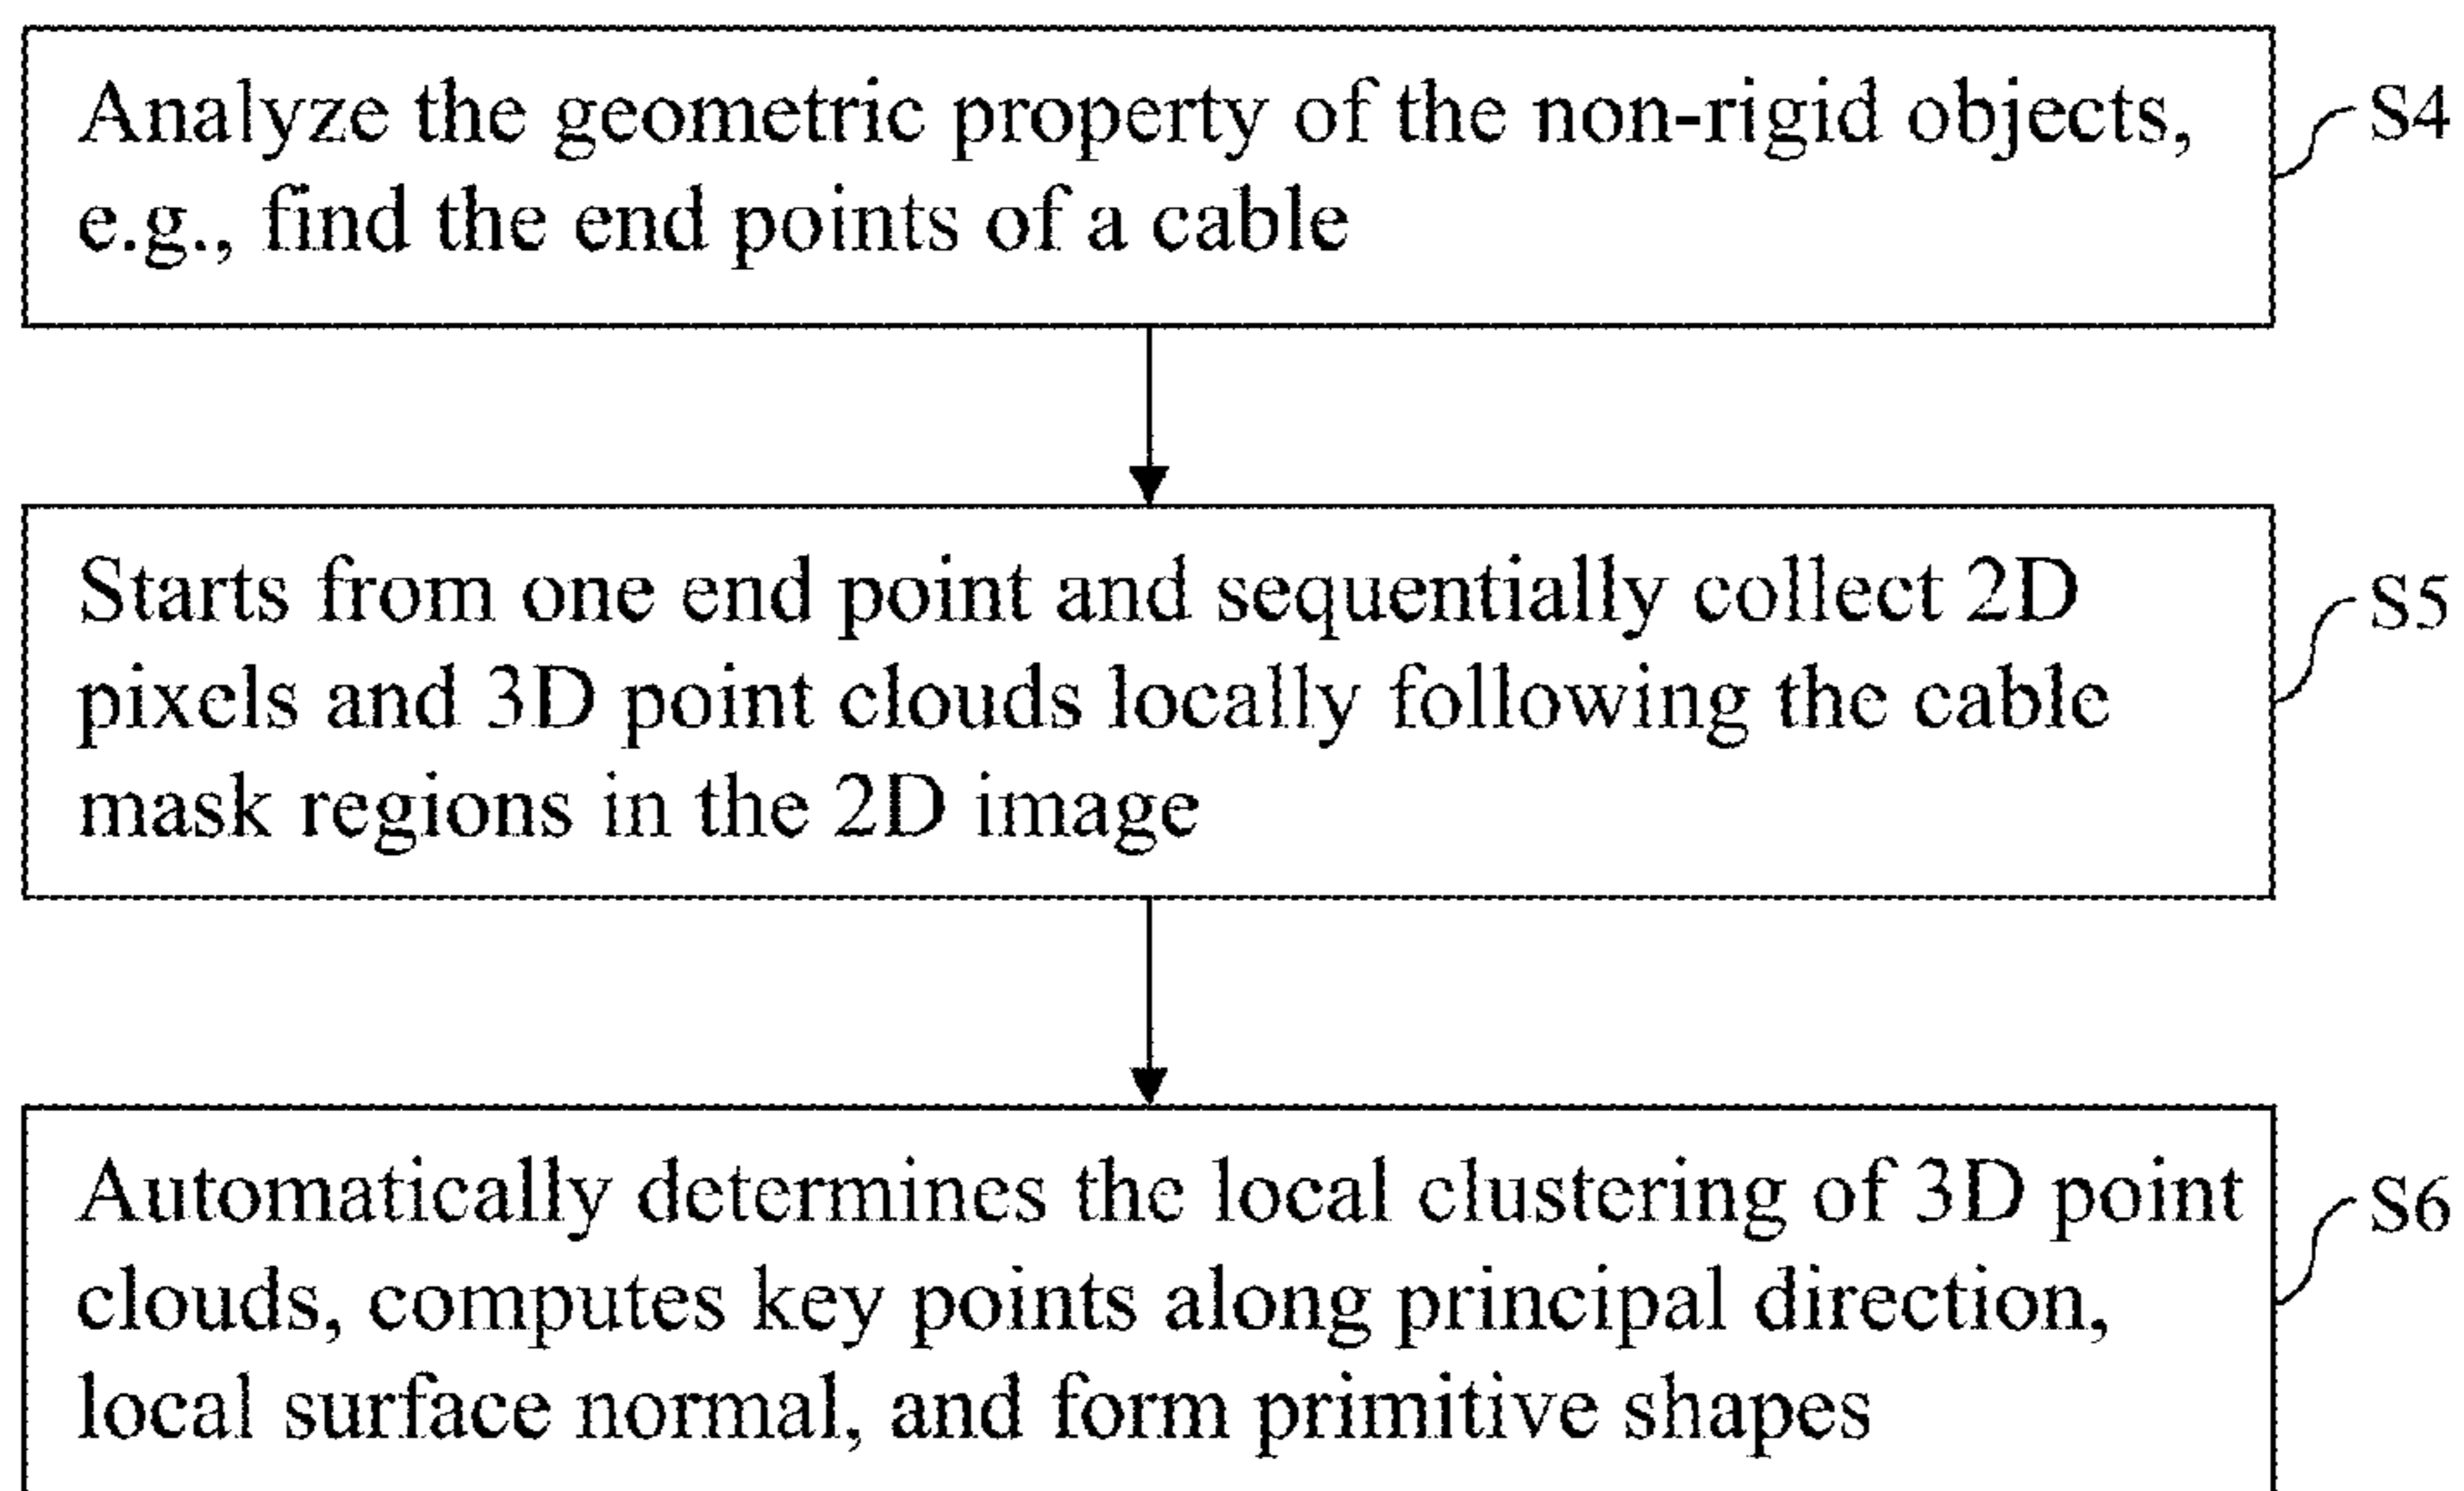 Analyze the geometric property of the non-rigid objects,
e.g., find the end points of a cable
S4
Starts from one end point and sequentially collect 2D
pixels and 3D point clouds locally following the cable
mask regions in the 2D image
S5
Automatically determines the local clustering of 3D point
clouds, computes key points along principal direction,
local surface normal, and form primitive shapes
S6